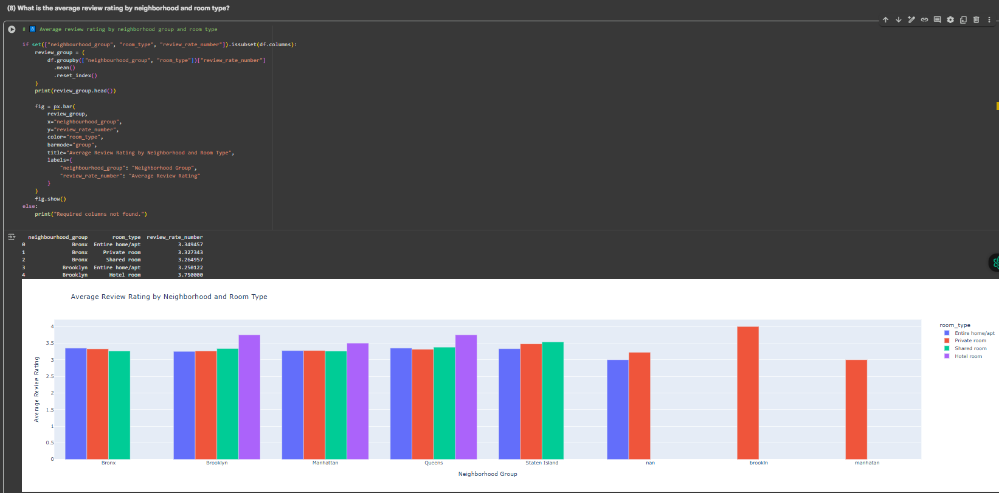 (8) What is the average review rating by neighborhood and room type?
# 8 Average review rating by neighborhood group and room type
if set(["neighbourhood_group", "room_type", "review_rate_number"]).issubset(df.columns):
    review_group = (
        df.groupby(["neighbourhood_group", "room_type"])["review_rate_number"]
          .mean()
          .reset_index()
    )
    print(review_group.head())
    fig = px.bar(
        review_group,
        x="neighbourhood_group",
        y="review_rate_number",
        color="room_type",
        barmode="group",
        title="Average Review Rating by Neighborhood and Room Type",
        labels={
            "neighbourhood_group": "Neighborhood Group",
            "review_rate_number": "Average Review Rating"
        }
    )
    fig.show()
else:
    print("Required columns not found.")
neighbourhood_group room_type review_rate_number
0 Bronx Entire home/apt 3.349457
1 Bronx Private room 3.327343
2 Bronx Shared room 3.264957
3 Brooklyn Entire home/apt 3.250122
4 Brooklyn Hotel room 3.750000
Average Review Rating by Neighborhood and Room Type
room_type
Entire home/apt
Private room
Shared room
Hotel room
Average Review Rating
4
3.5
3
2.5
2
1.5
1
0.5
0
Bronx Brooklyn Manhattan Queens Staten Island nan brookln manhatan
Neighborhood Group